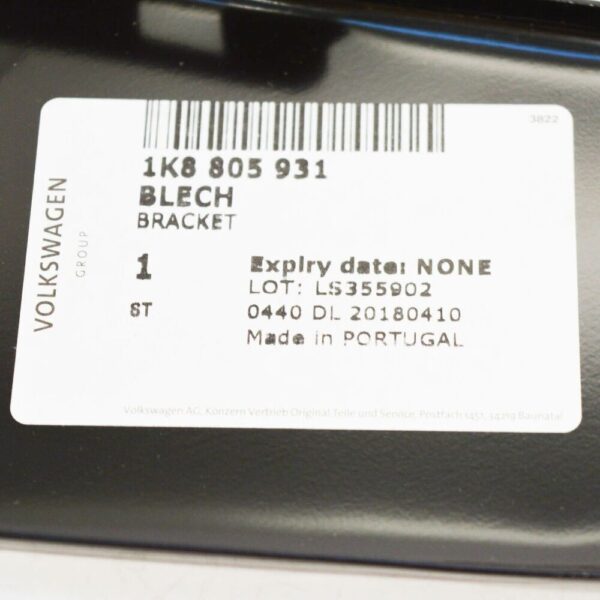 3822
1K8 805 931
BLECH
BRACKET
VOLKSWAGEN
GROUP
1
ST
Expiry date: NONE
LOT: LS355902
0440 DL 20180410
Made in PORTUGAL
Volkswagen AG, Konzern Vertrieb Original Teile und Service, Postfach 1451, 34219 Baunatal